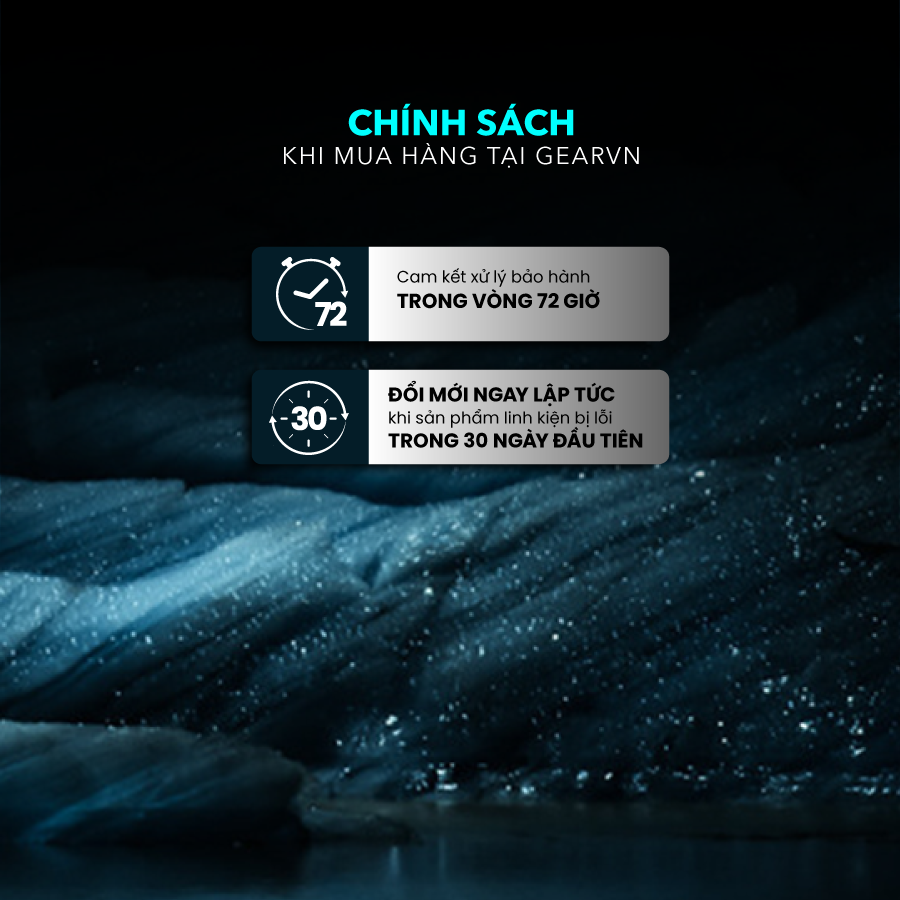 CHÍNH SÁCH
KHI MUA HÀNG TẠI GEARVN
Cam kết xử lý bảo hành
TRONG VÒNG 72 GIỜ
72
ĐỔI MỚI NGAY LẬP TỨC
khi sản phẩm linh kiện bị lỗi
30
TRONG 30 NGÀY ĐẦU TIÊN